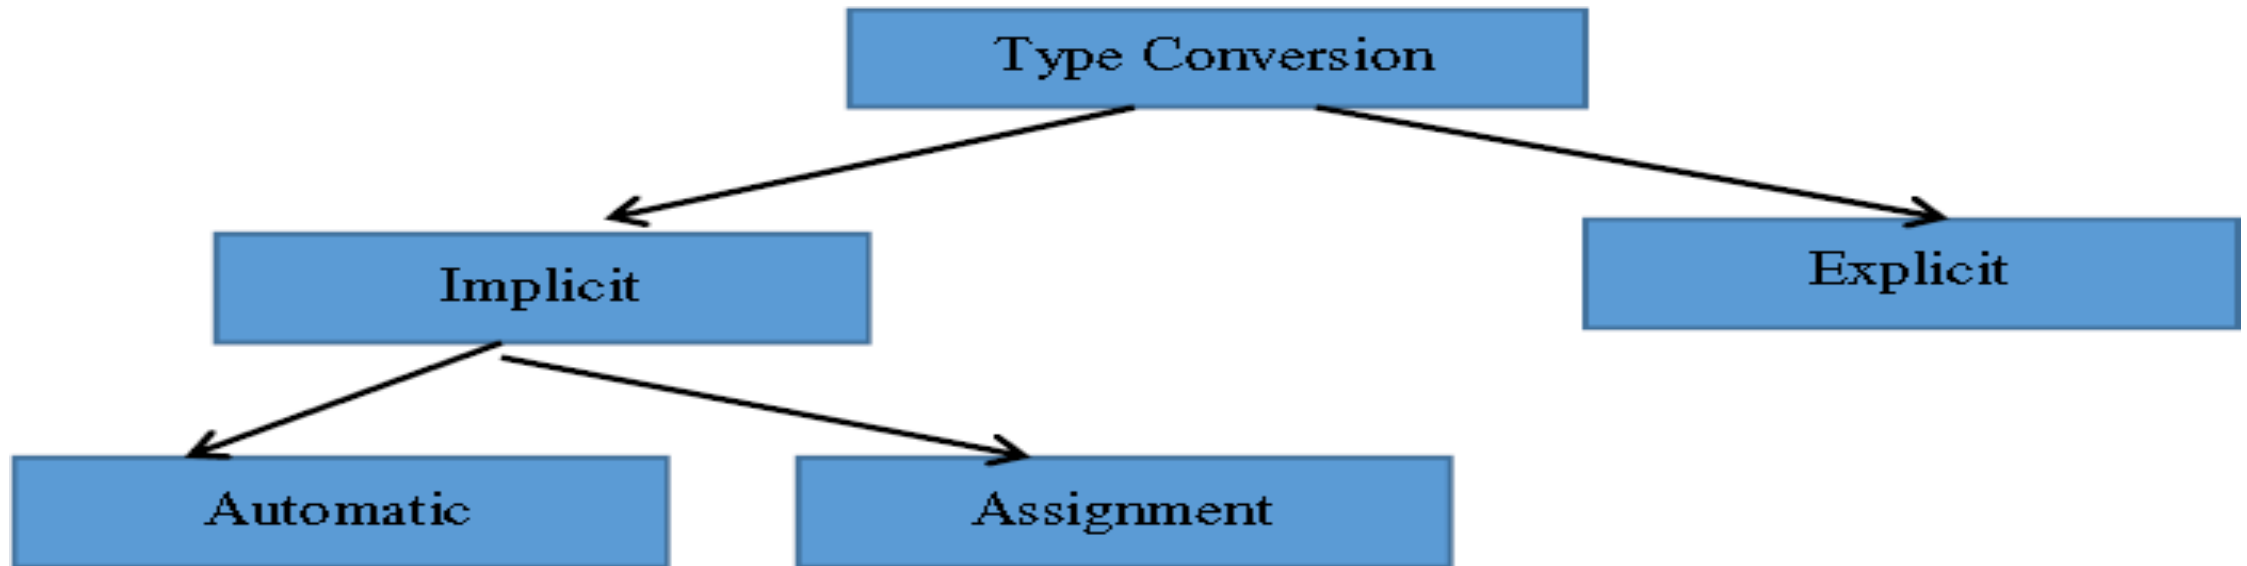 Type Conversion
Implicit
Explicit
Automatic
Assignment